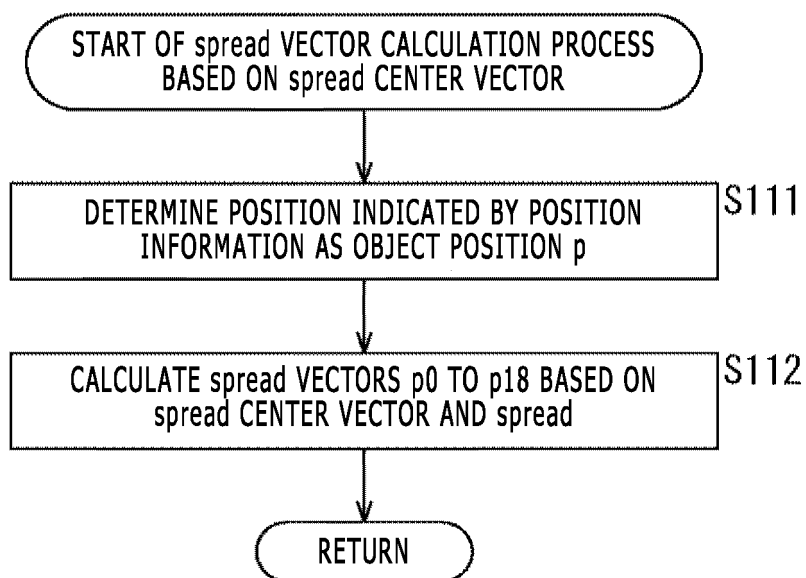 START OF spread VECTOR CALCULATION PROCESS
BASED ON spread CENTER VECTOR
DETERMINE POSITION INDICATED BY POSITION
INFORMATION AS OBJECT POSITION p
S111
CALCULATE spread VECTORS p0 TO p18 BASED ON
spread CENTER VECTOR AND spread
S112
RETURN